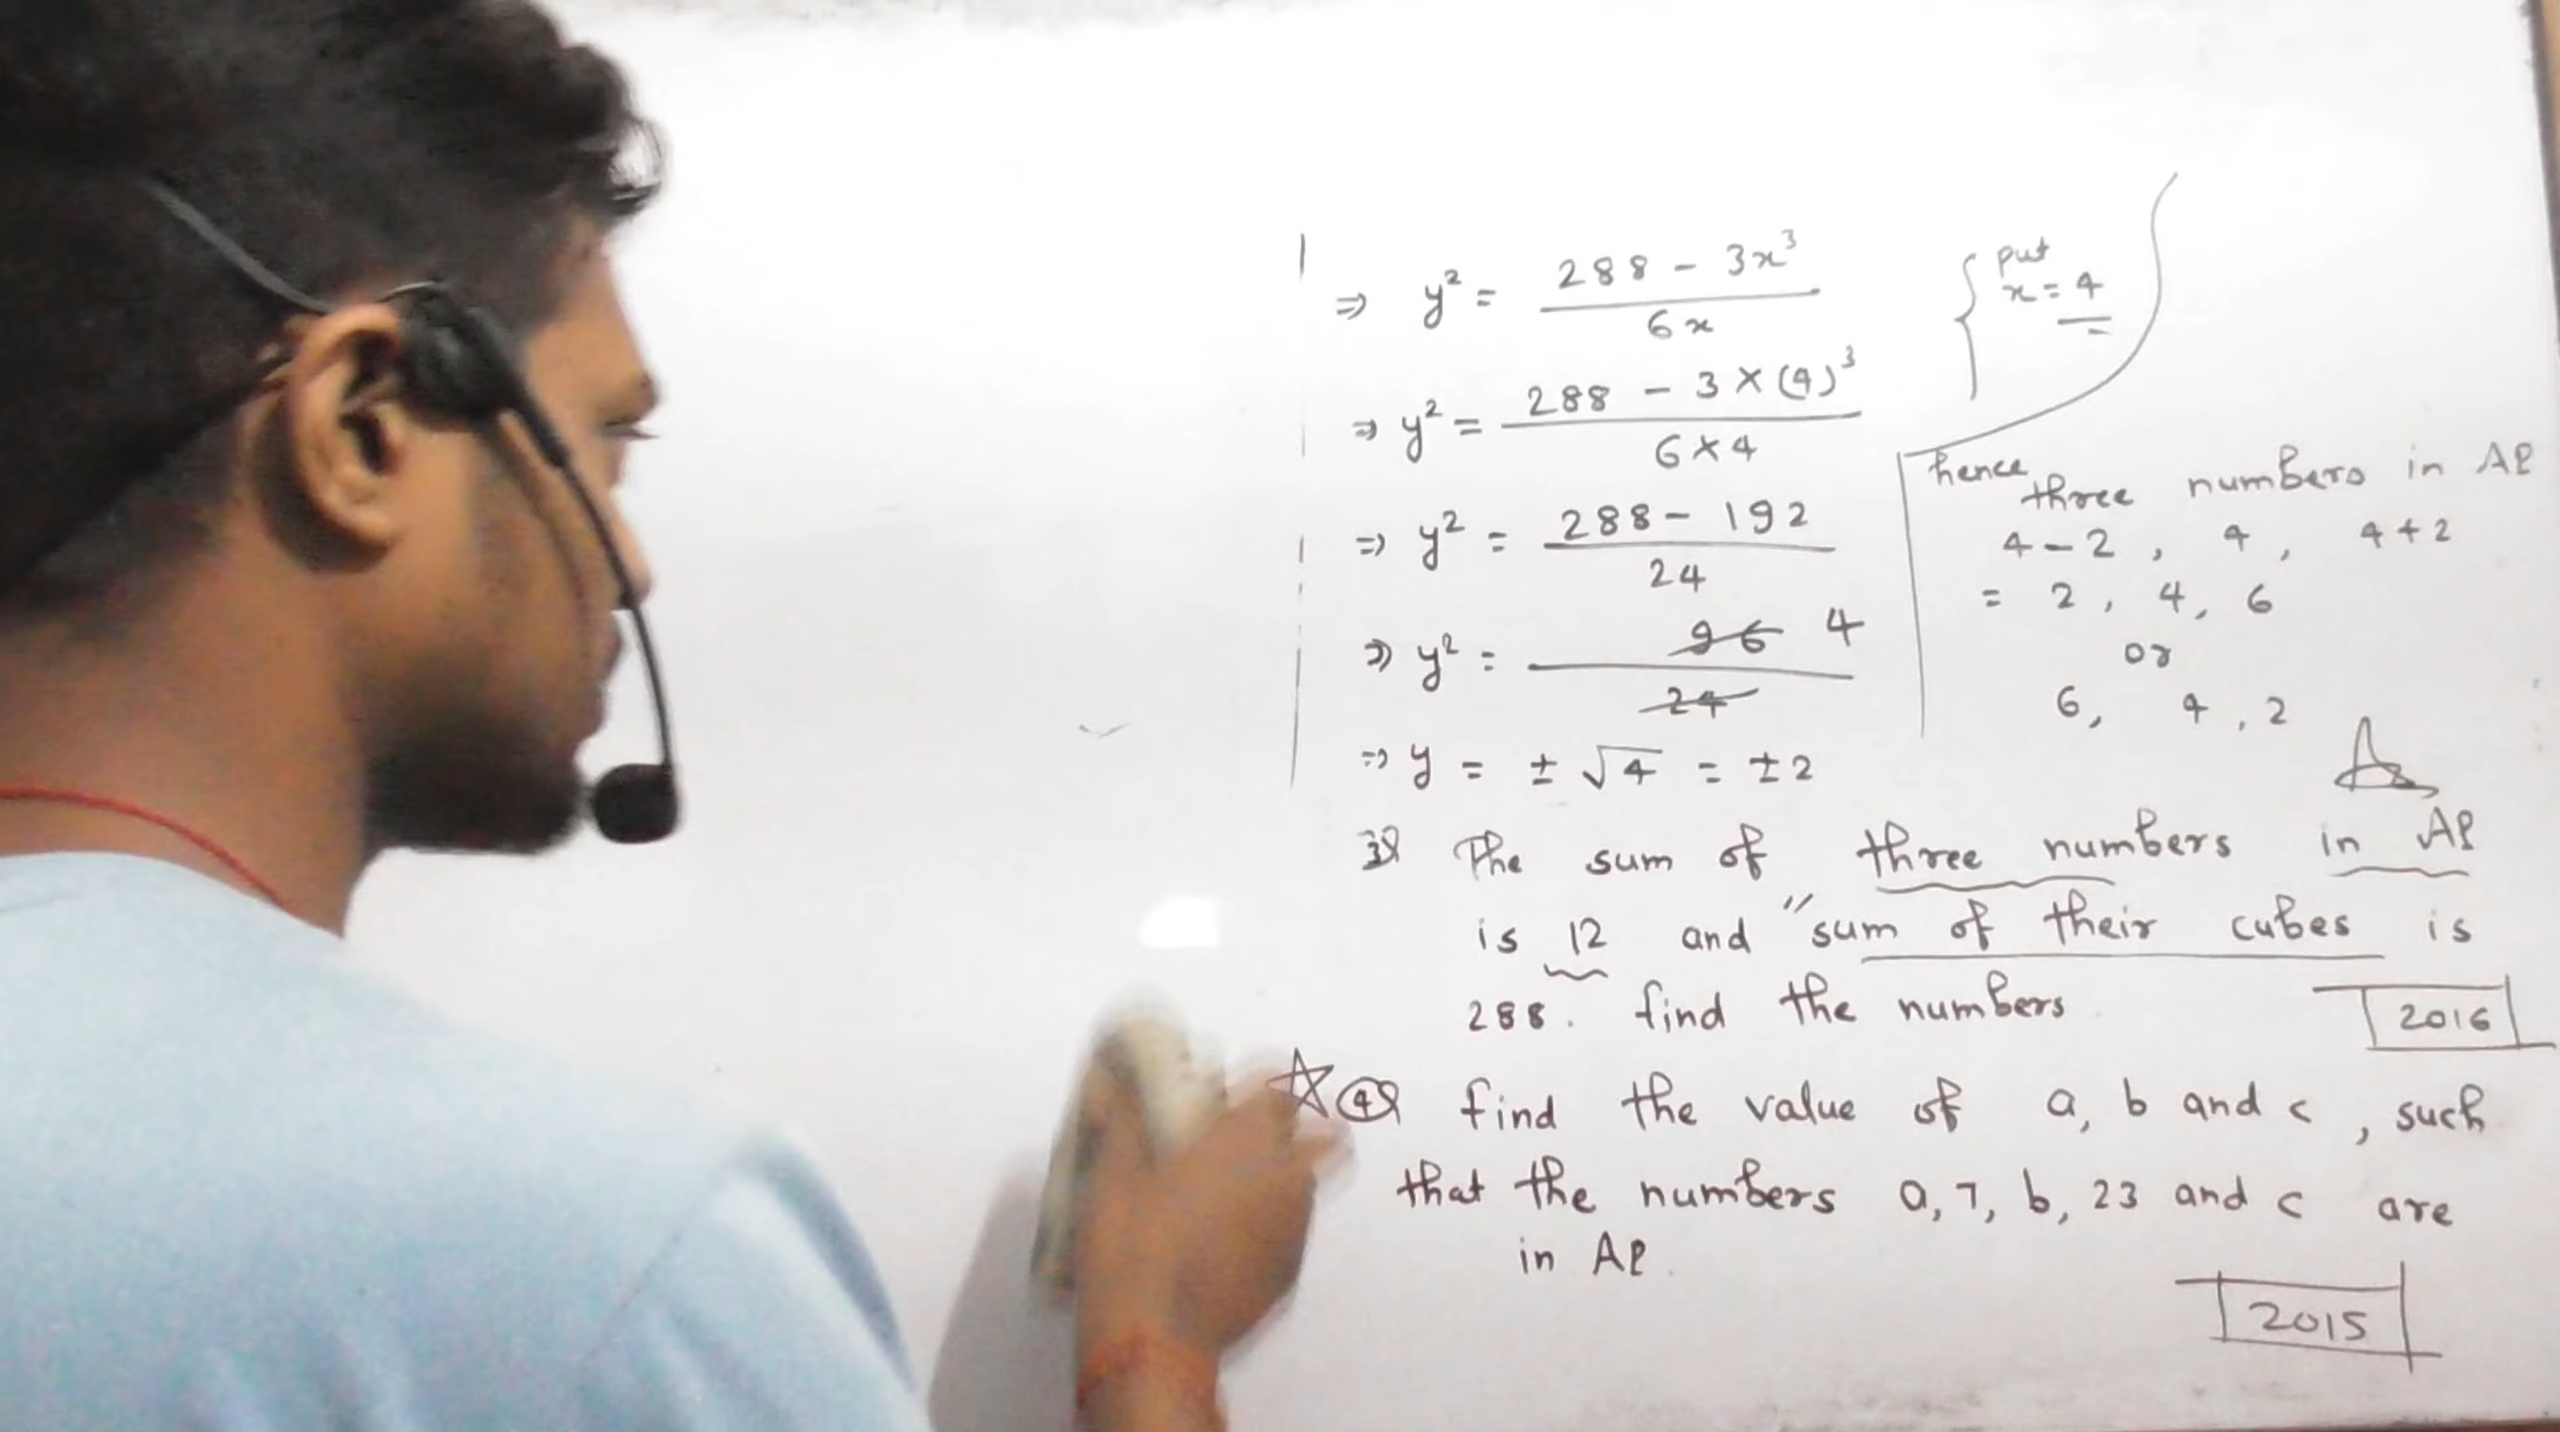 ⇒ y² = (288 - 3x³) / 6x
{ put
x = 4
⇒ y² = (288 - 3 × (4)³) / (6 × 4)
⇒ y² = (288 - 192) / 24
⇒ y² = 96 / 24 4
⇒ y = ± √4 = ±2
hence
three numbers in AP
4-2, 4, 4+2
= 2, 4, 6
or
6, 4, 2
3) The sum of three numbers in AP
is 12 and "sum of their cubes is
288. find the numbers
2016
④ find the value of a, b and c, such
that the numbers a, 7, b, 23 and c are
in AP.
2015